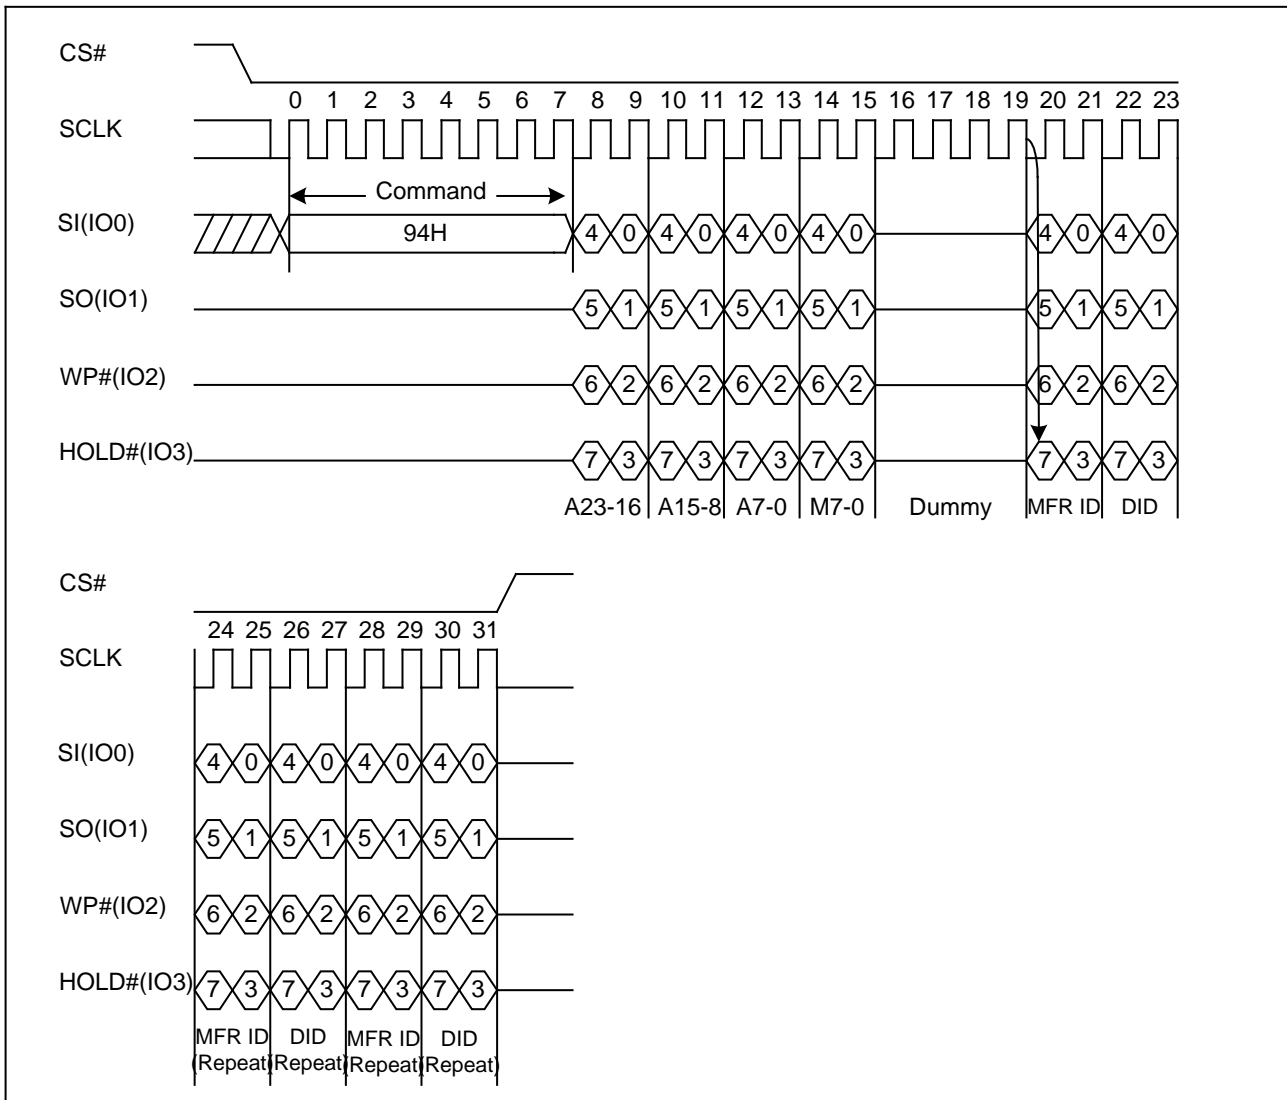 CS#
0 1 2 3 4 5 6 7 8 9 10 11 12 13 14 15 16 17 18 19 20 21 22 23
SCLK
Command
SI(IO0) 94H 4 0 4 0 4 0 4 0 4 0 4 0
SO(IO1) 5 1 5 1 5 1 5 1 5 1 5 1
WP#(IO2) 6 2 6 2 6 2 6 2 6 2 6 2
HOLD#(IO3) 7 3 7 3 7 3 7 3 7 3 7 3
A23-16 A15-8 A7-0 M7-0 Dummy MFR ID DID
CS#
24 25 26 27 28 29 30 31
SCLK
SI(IO0) 4 0 4 0 4 0 4 0
SO(IO1) 5 1 5 1 5 1 5 1
WP#(IO2) 6 2 6 2 6 2 6 2
HOLD#(IO3) 7 3 7 3 7 3 7 3
MFR ID DID MFR ID DID
(Repeat) (Repeat) (Repeat) (Repeat)